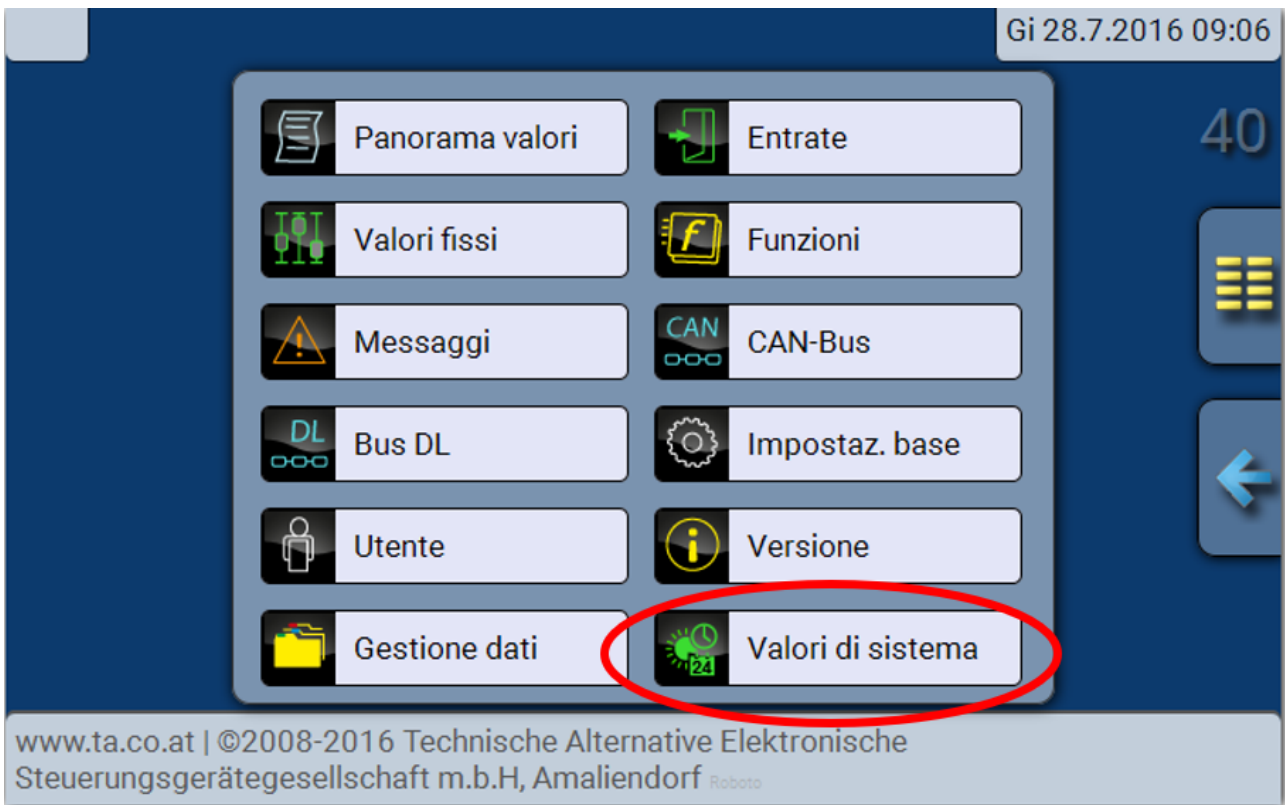 Gi 28.7.2016 09:06
40
Panorama valori
Entrate
Valori fissi
f Funzioni
Messaggi
CAN CAN-Bus
DL Bus DL
Impostaz. base
Utente
i Versione
Gestione dati
24 Valori di sistema
www.ta.co.at | ©2008-2016 Technische Alternative Elektronische
Steuerungsgerätegesellschaft m.b.H, Amaliendorf Roboto